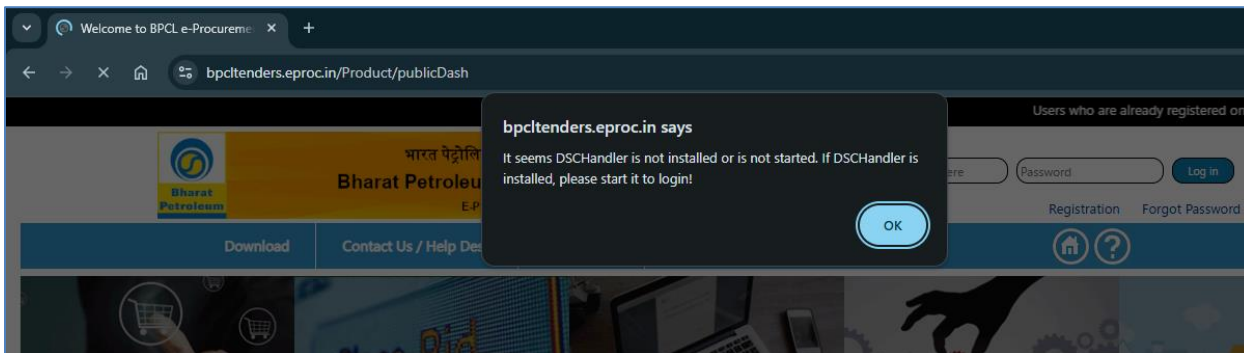 Welcome to BPCL e-Procureme
bpcltenders.eproc.in/Product/publicDash
Users who are already registered on
bpcltenders.eproc.in says
It seems DSCHandler is not installed or is not started. If DSCHandler is
installed, please start it to login!
OK
भारत पेट्रोलि
Bharat Petroleu
E-P
Bharat
Petroleum
ere
Password
Log in
Registration
Forgot Password
Download
Contact Us / Help Des